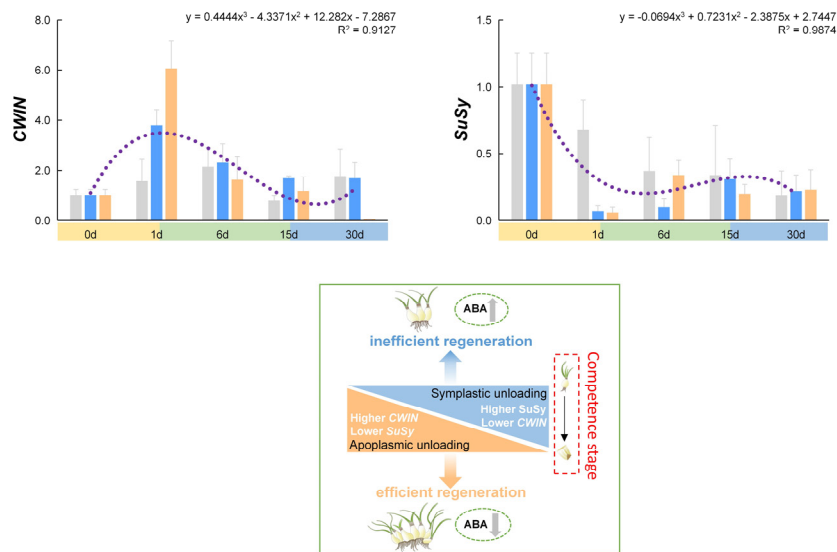 y = 0.4444x³ - 4.3371x² + 12.282x - 7.2867
R² = 0.9127
8.0
6.0
4.0
2.0
0.0
CWIN
0d 1d 6d 15d 30d
y = -0.0694x³ + 0.7231x² - 2.3875x + 2.7447
R² = 0.9874
1.5
1.0
0.5
0.0
SuSy
0d 1d 6d 15d 30d
ABA
inefficient regeneration
Symplastic unloading
Higher SuSy
Lower CWIN
Higher CWIN
Lower SuSy
Apoplasmic unloading
efficient regeneration
ABA
Competence stage